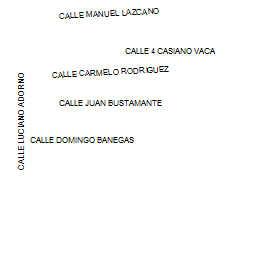 CALLE MANUEL LAZCANO
CALLE 4 CASIANO VACA
CALLE CARMELO RODRIGUEZ
CALLE JUAN BUSTAMANTE
CALLE LUCIANO ADORNO
CALLE DOMINGO BANEGAS